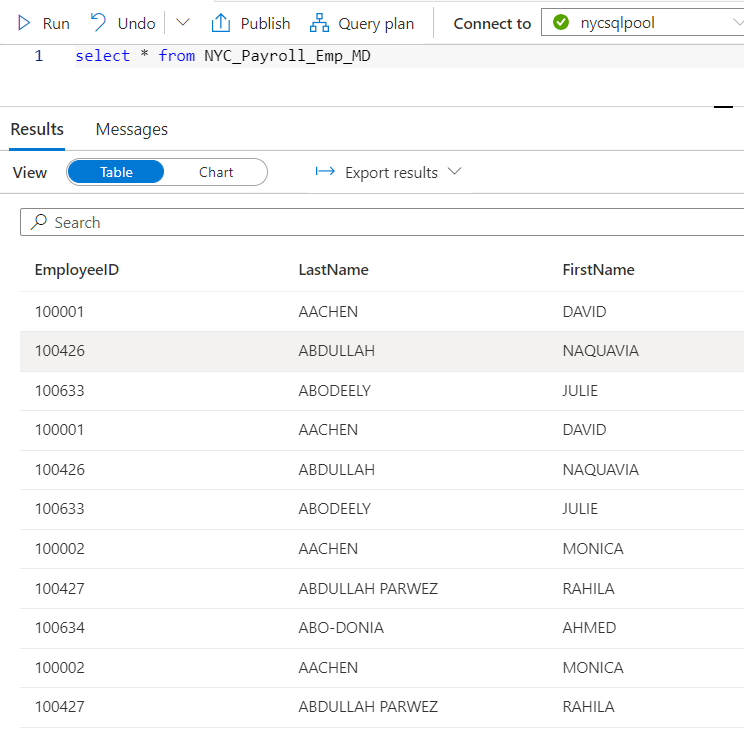 Run Undo Publish Query plan Connect to nycsqlpool
1 select * from NYC_Payroll_Emp_MD
Results Messages
View Table Chart Export results
Search
EmployeeID LastName FirstName
100001 AACHEN DAVID
100426 ABDULLAH NAQUAVIA
100633 ABODEELY JULIE
100001 AACHEN DAVID
100426 ABDULLAH NAQUAVIA
100633 ABODEELY JULIE
100002 AACHEN MONICA
100427 ABDULLAH PARWEZ RAHILA
100634 ABO-DONIA AHMED
100002 AACHEN MONICA
100427 ABDULLAH PARWEZ RAHILA